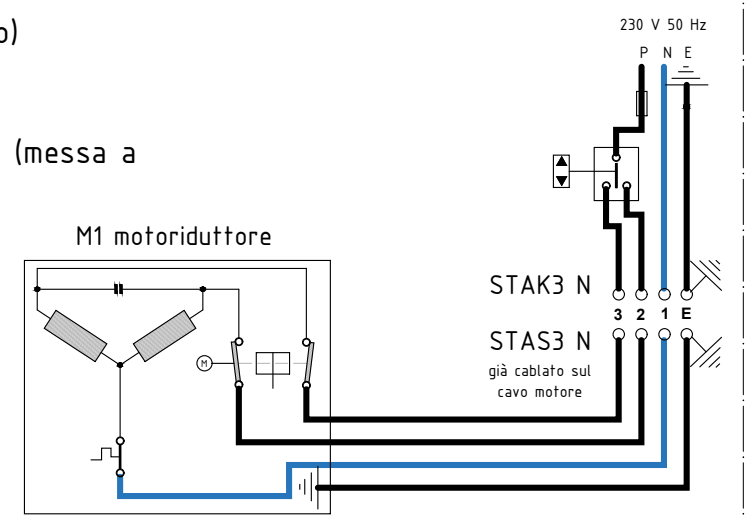 o)
230 V 50 Hz
P N E
(messa a
M1 motoriduttore
STAK3 N
3 2 1 E
STAS3 N
già cablato sul
cavo motore
M